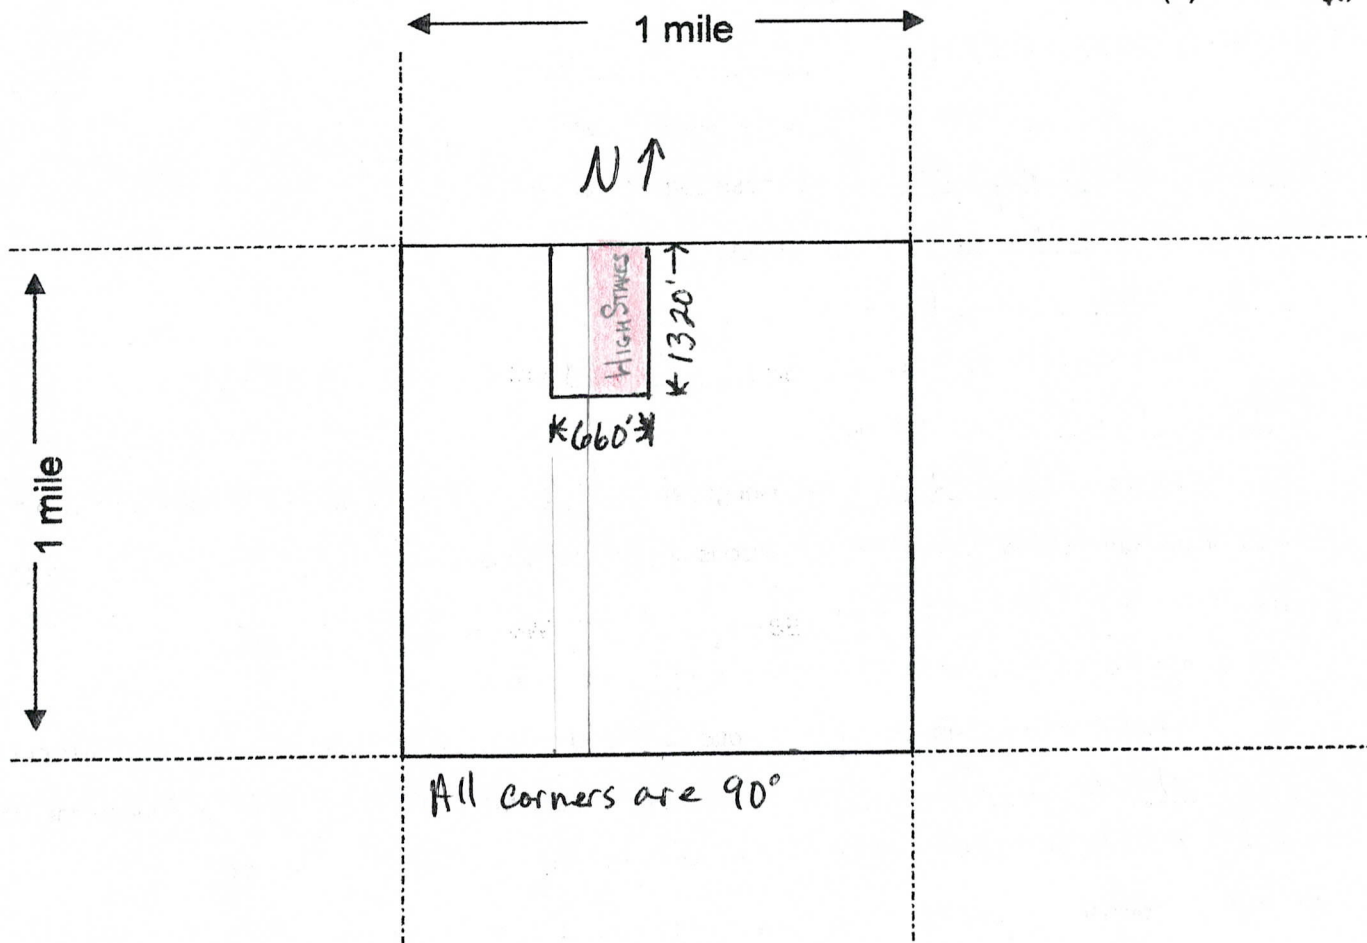 1 mile
N ↑
HIGH STAKES
1320'
660'
1 mile
All corners are 90°